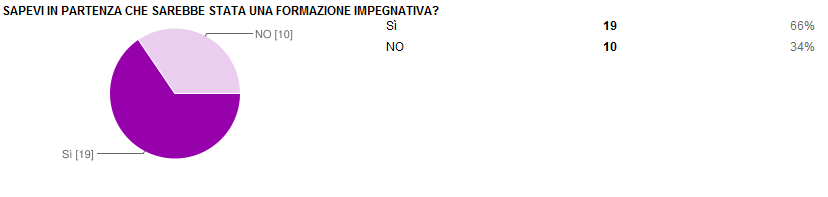 SAPEVI IN PARTENZA CHE SAREBBE STATA UNA FORMAZIONE IMPEGNATIVA?
NO [10]
Sì [19]
Sì 19 66%
NO 10 34%